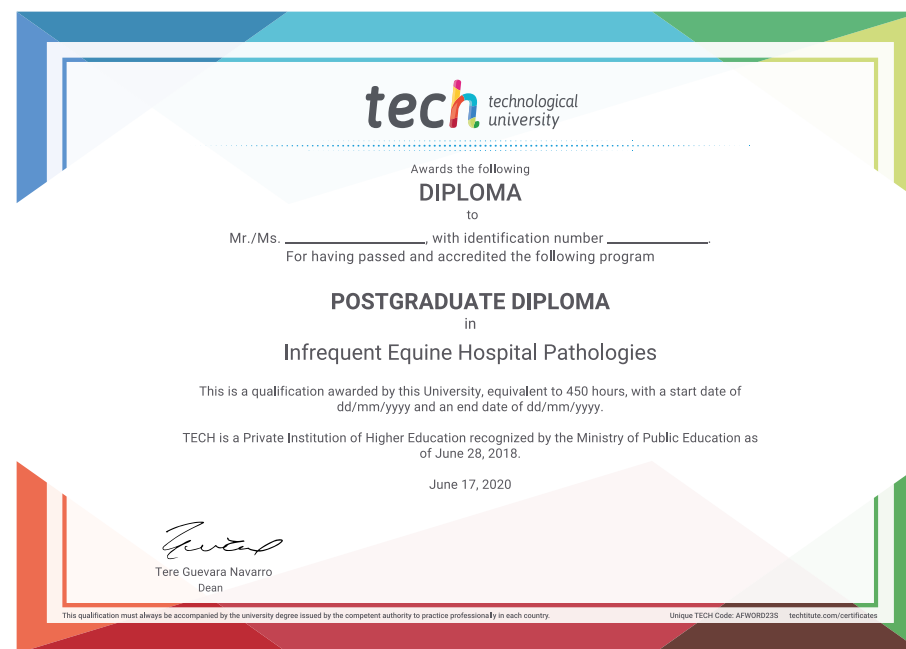 tech technological
university
Awards the following
DIPLOMA
to
Mr./Ms. ____________________, with identification number ______________.
For having passed and accredited the following program
POSTGRADUATE DIPLOMA
in
Infrequent Equine Hospital Pathologies
This is a qualification awarded by this University, equivalent to 450 hours, with a start date of
dd/mm/yyyy and an end date of dd/mm/yyyy.
TECH is a Private Institution of Higher Education recognized by the Ministry of Public Education as
of June 28, 2018.
June 17, 2020
Tere Guevara Navarro
Dean
This qualification must always be accompanied by the university degree issued by the competent authority to practice professionally in each country.
Unique TECH Code: AFWORD23S techtitute.com/certificates